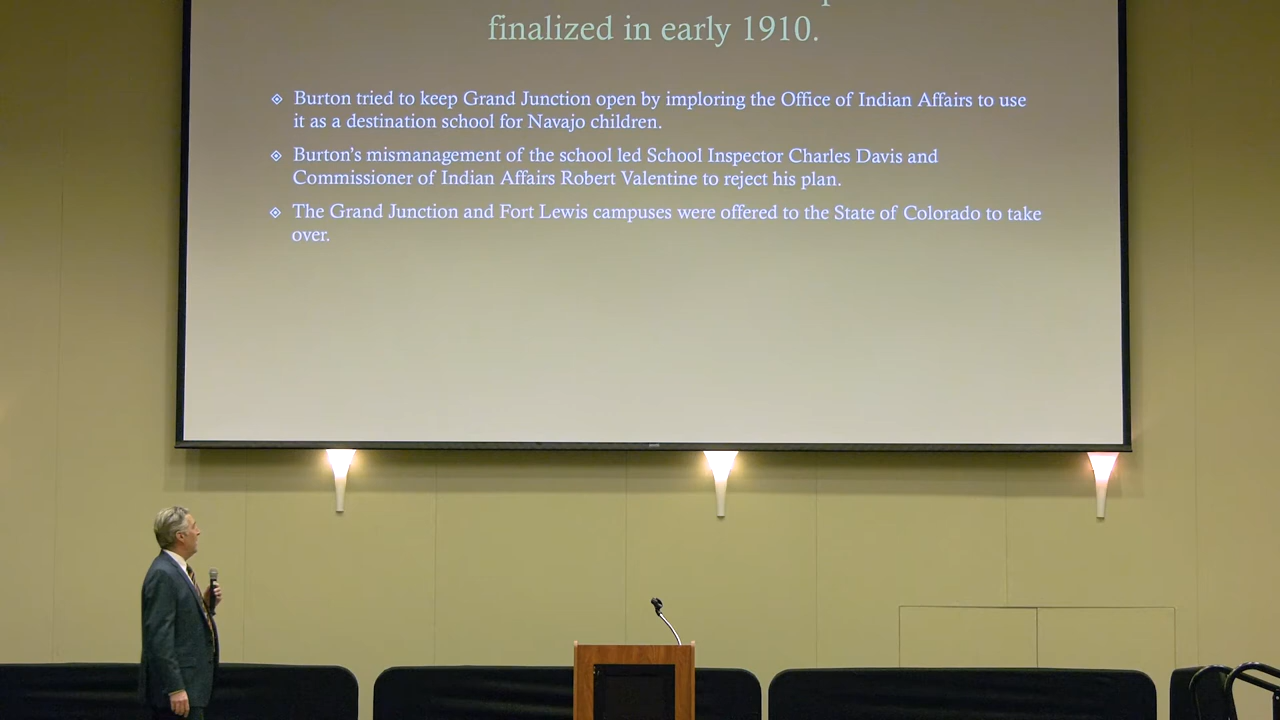 finalized in early 1910.
Burton tried to keep Grand Junction open by imploring the Office of Indian Affairs to use
it as a destination school for Navajo children.
Burton's mismanagement of the school led School Inspector Charles Davis and
Commissioner of Indian Affairs Robert Valentine to reject his plan.
The Grand Junction and Fort Lewis campuses were offered to the State of Colorado to take
over.